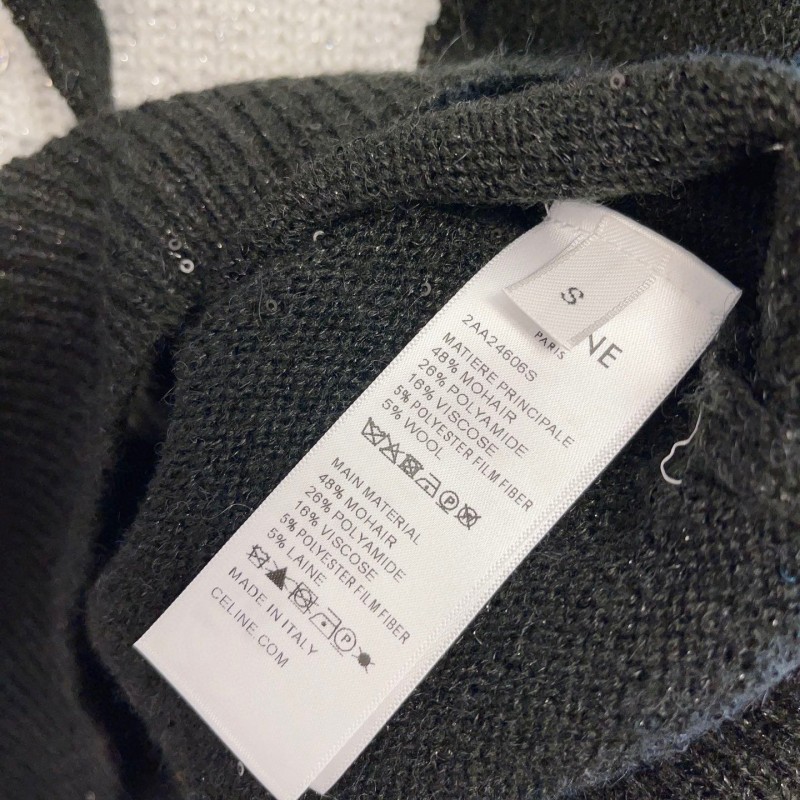 S
NE
PARIS
2AA24606S
MATIERE PRINCIPALE
48% MOHAIR
26% POLYAMIDE
16% VISCOSE
5% POLYESTER FILM FIBER
5% WOOL
MAIN MATERIAL
48% MOHAIR
26% POLYAMIDE
16% VISCOSE
5% POLYESTER FILM FIBER
5% LAINE
MADE IN ITALY
CELINE.COM